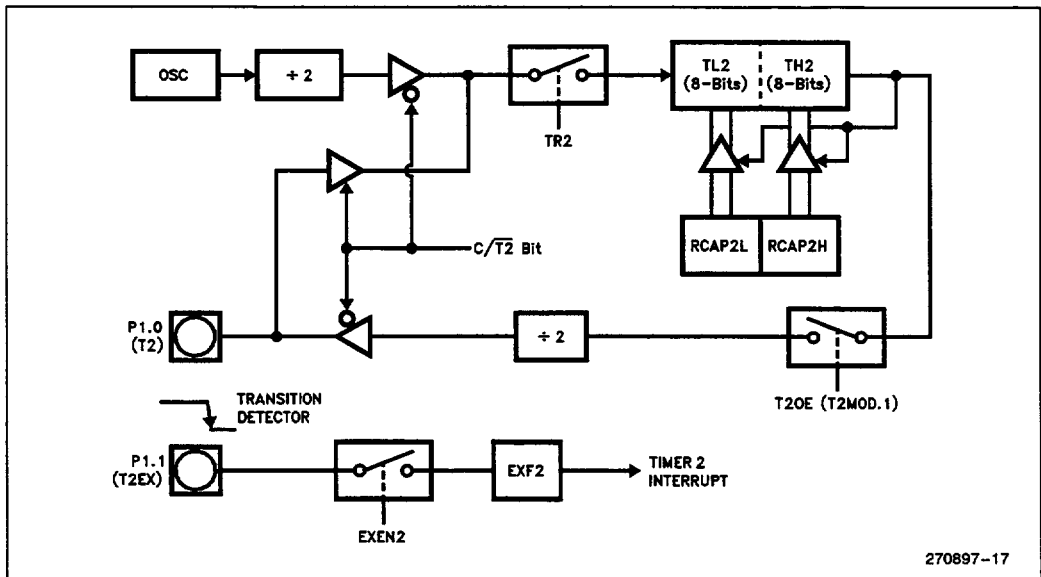 OSC
÷ 2
TL2
(8-Bits)
TH2
(8-Bits)
TR2
C/T2̅ Bit
RCAP2L
RCAP2H
P1.0
(T2)
÷ 2
T2OE (T2MOD.1)
TRANSITION
DETECTOR
P1.1
(T2EX)
EXF2
TIMER 2
INTERRUPT
EXEN2
270897-17